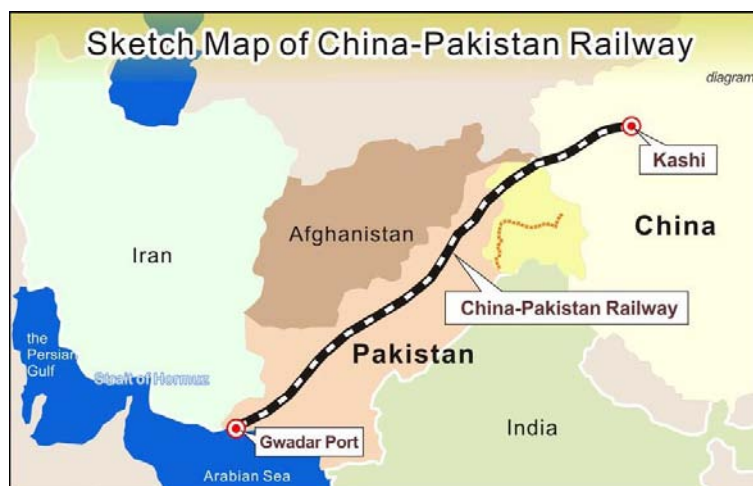 Sketch Map of China-Pakistan Railway
diagram
Kashi
China
Afghanistan
Iran
China-Pakistan Railway
the
Persian
Gulf
Strait of Hormuz
Pakistan
India
Gwadar Port
Arabian Sea